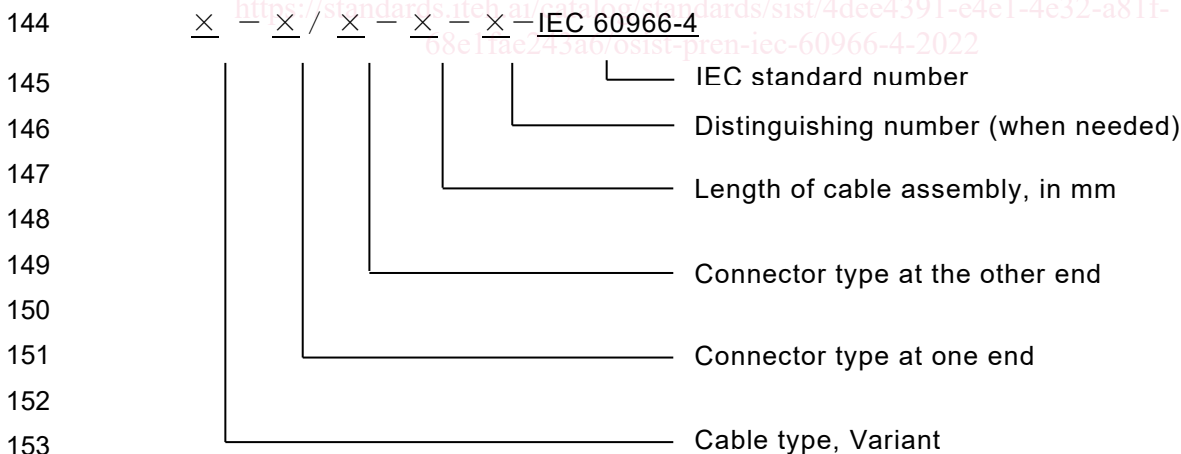 https://standards.iteh.ai/catalog/standards/sist/4dee4391-e4e1-4e32-a81f-
144 × - × / × - × - × - IEC 60966-4
68e1fae243a6/osist-pren-iec-60966-4-2022
145 IEC standard number
146 Distinguishing number (when needed)
147 Length of cable assembly, in mm
148
149 Connector type at the other end
150
151 Connector type at one end
152
153 Cable type, Variant